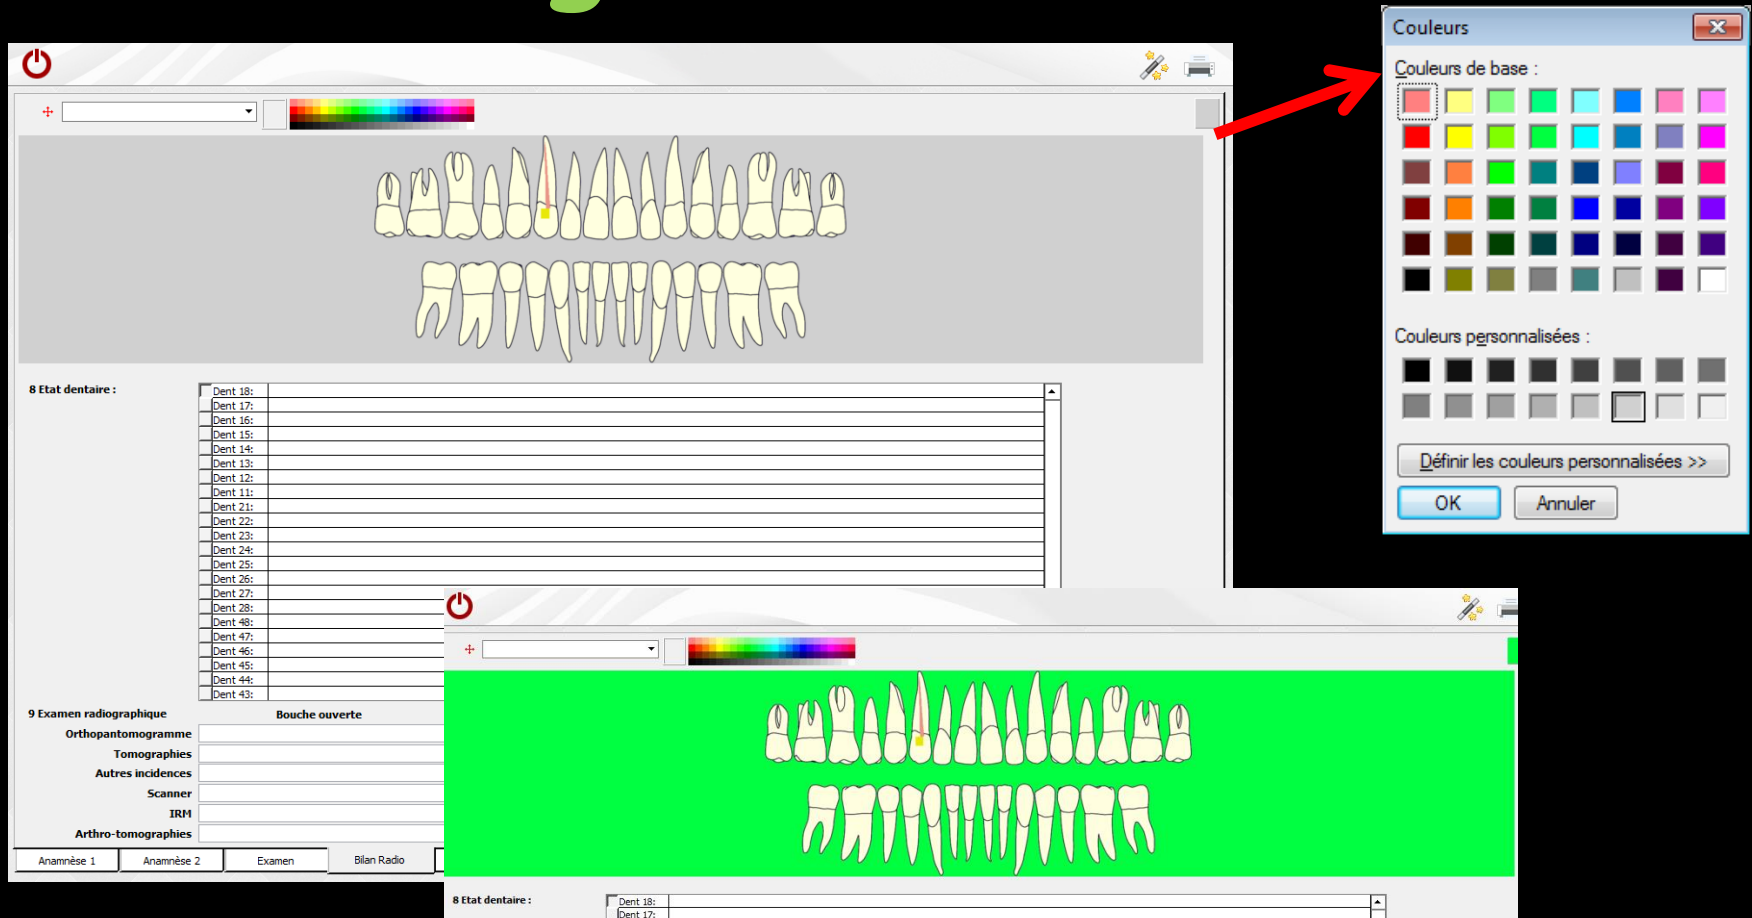 Couleurs
Couleurs de base :
Couleurs personnalisées :
Définir les couleurs personnalisées >>
OK
Annuler
8 Etat dentaire :
Dent 18:
Dent 17:
Dent 16:
Dent 15:
Dent 14:
Dent 13:
Dent 12:
Dent 11:
Dent 21:
Dent 22:
Dent 23:
Dent 24:
Dent 25:
Dent 26:
Dent 27:
Dent 28:
Dent 48:
Dent 47:
Dent 46:
Dent 45:
Dent 44:
Dent 43:
9 Examen radiographique
Bouche ouverte
Orthopantomogramme
Tomographies
Autres incidences
Scanner
IRM
Arthro-tomographies
Anamnèse 1
Anamnèse 2
Examen
Bilan Radio
8 Etat dentaire :
Dent 18:
Dent 17: